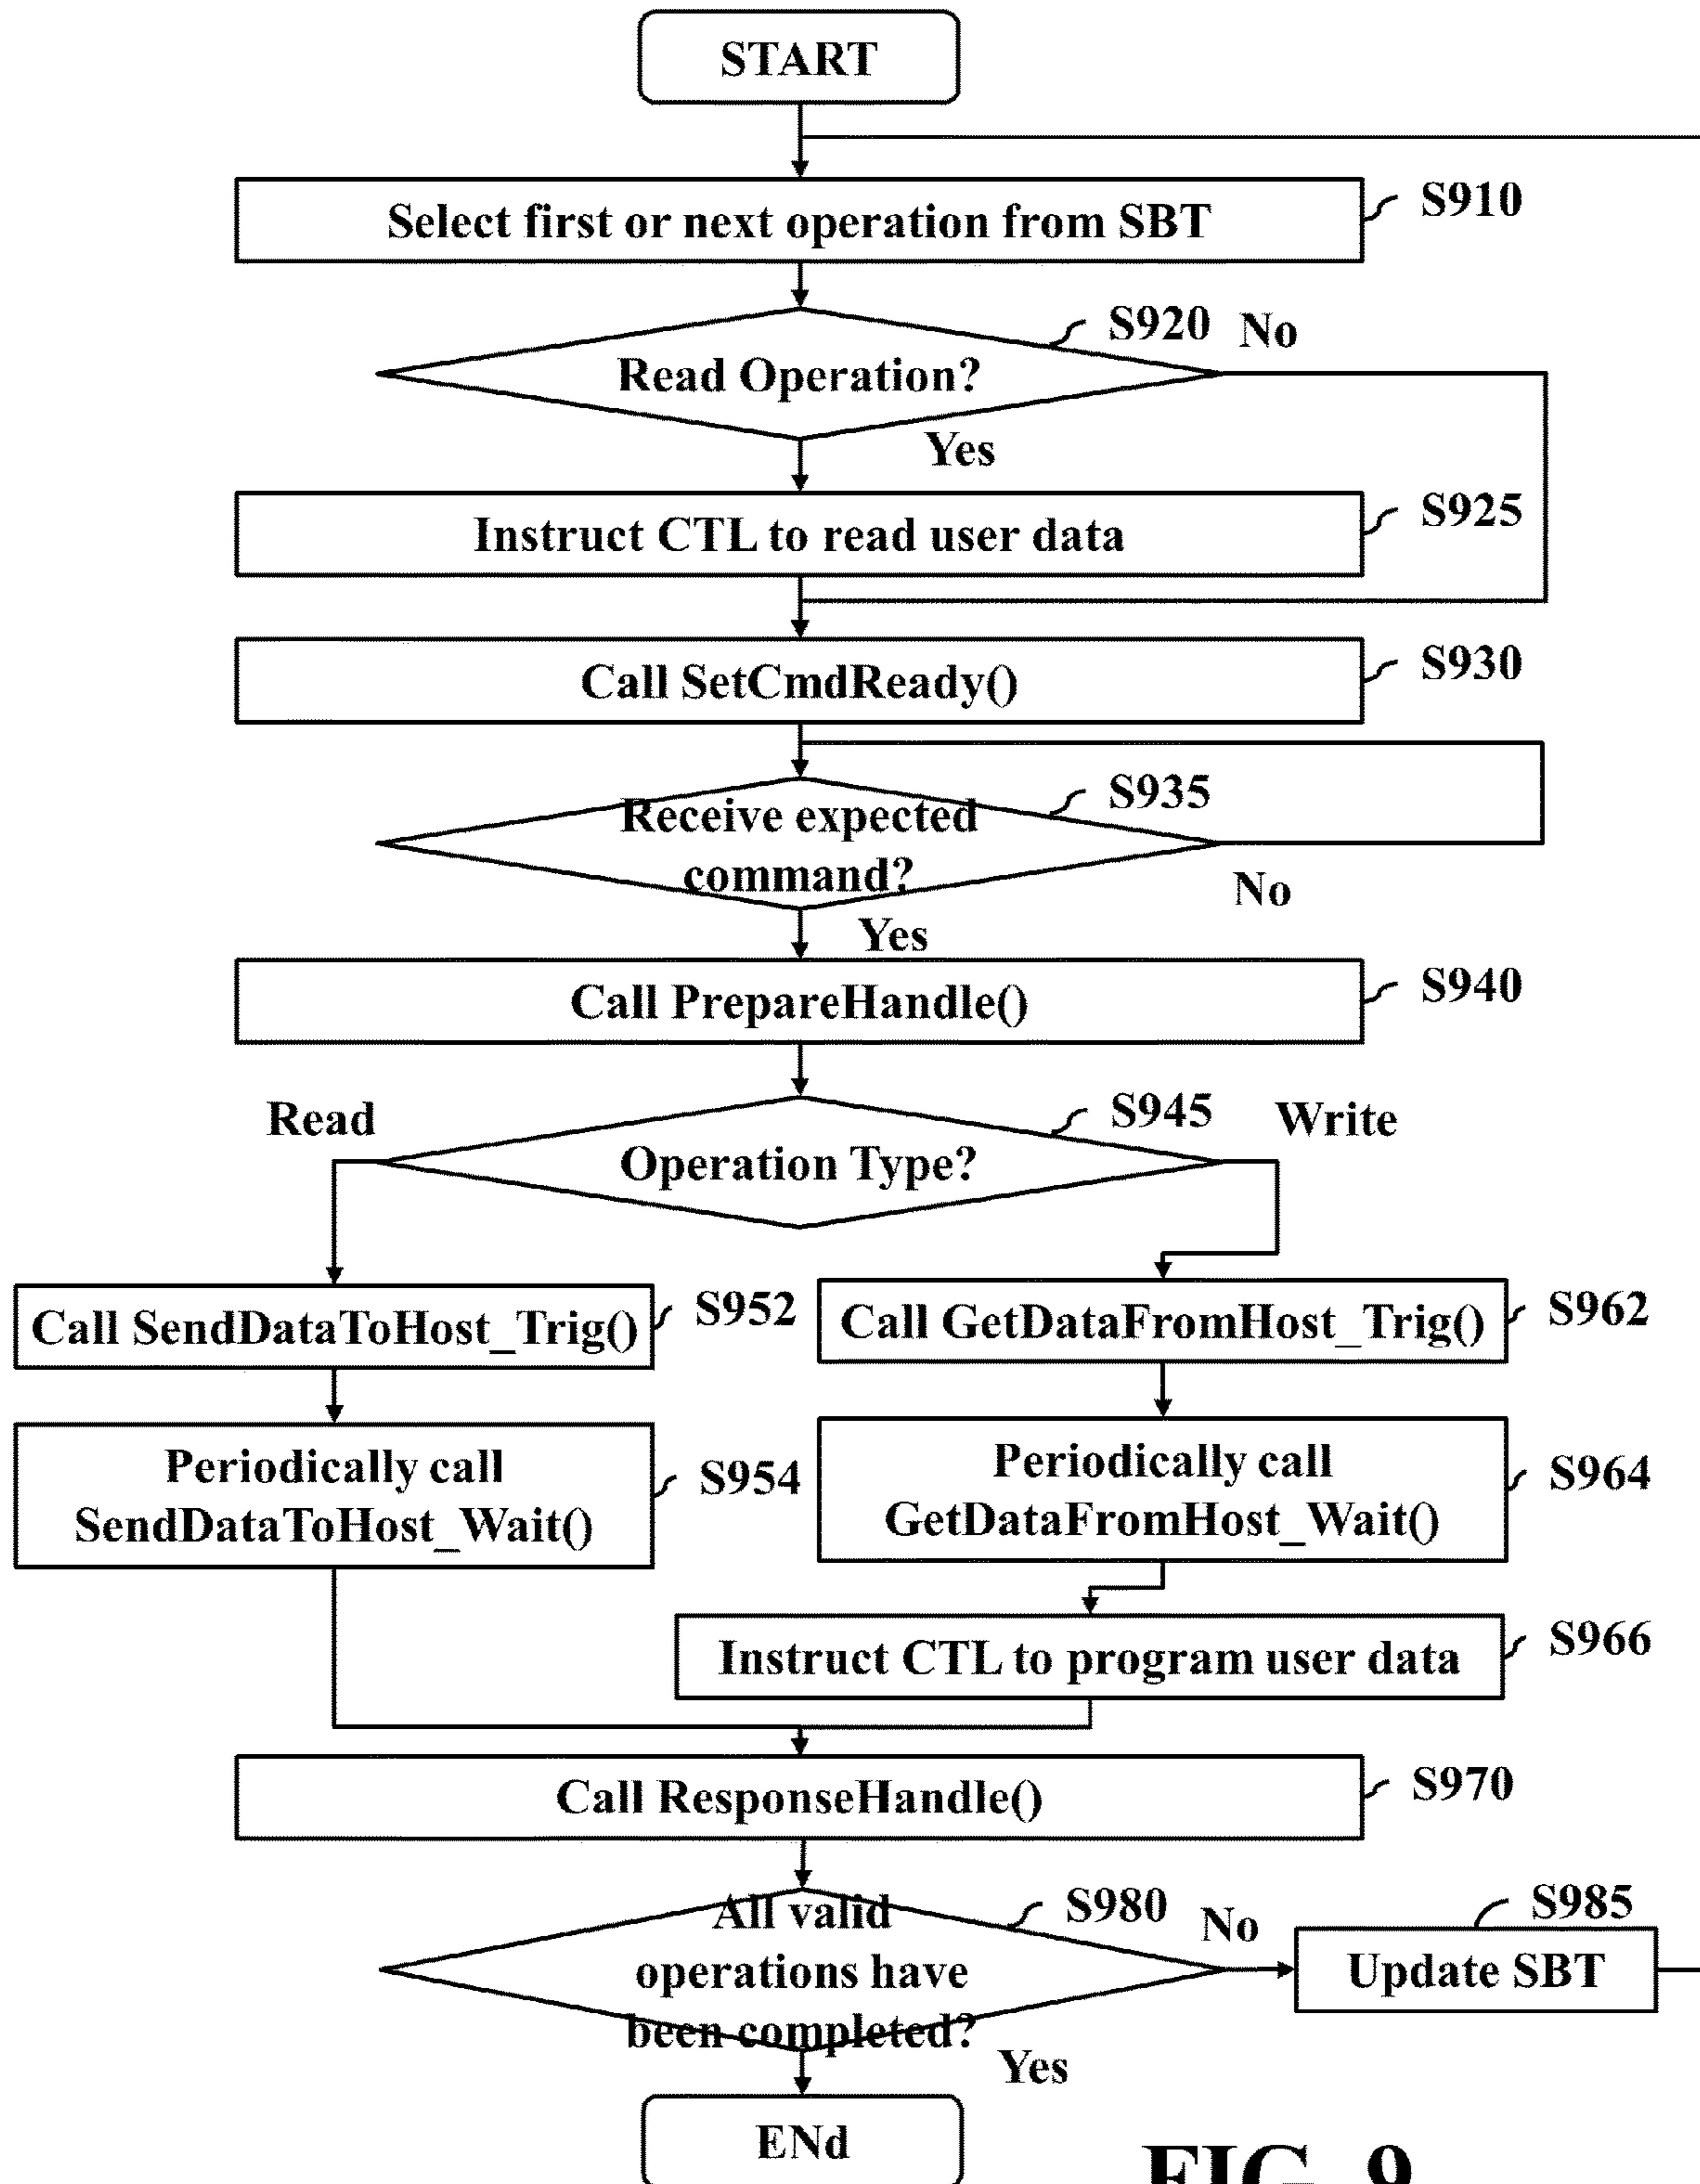 START
Select first or next operation from SBT
S910
S920
No
Read Operation?
Yes
Instruct CTL to read user data
S925
Call SetCmdReady()
S930
S935
Receive expected
command?
No
Yes
Call PrepareHandle()
S940
Read
S945
Write
Operation Type?
Call SendDataToHost_Trig()
S952
Call GetDataFromHost_Trig()
S962
Periodically call
SendDataToHost_Wait()
S954
Periodically call
GetDataFromHost_Wait()
S964
Instruct CTL to program user data
S966
Call ResponseHandle()
S970
All valid
operations have
been completed?
S980
No
S985
Update SBT
Yes
ENd
FIG. 9